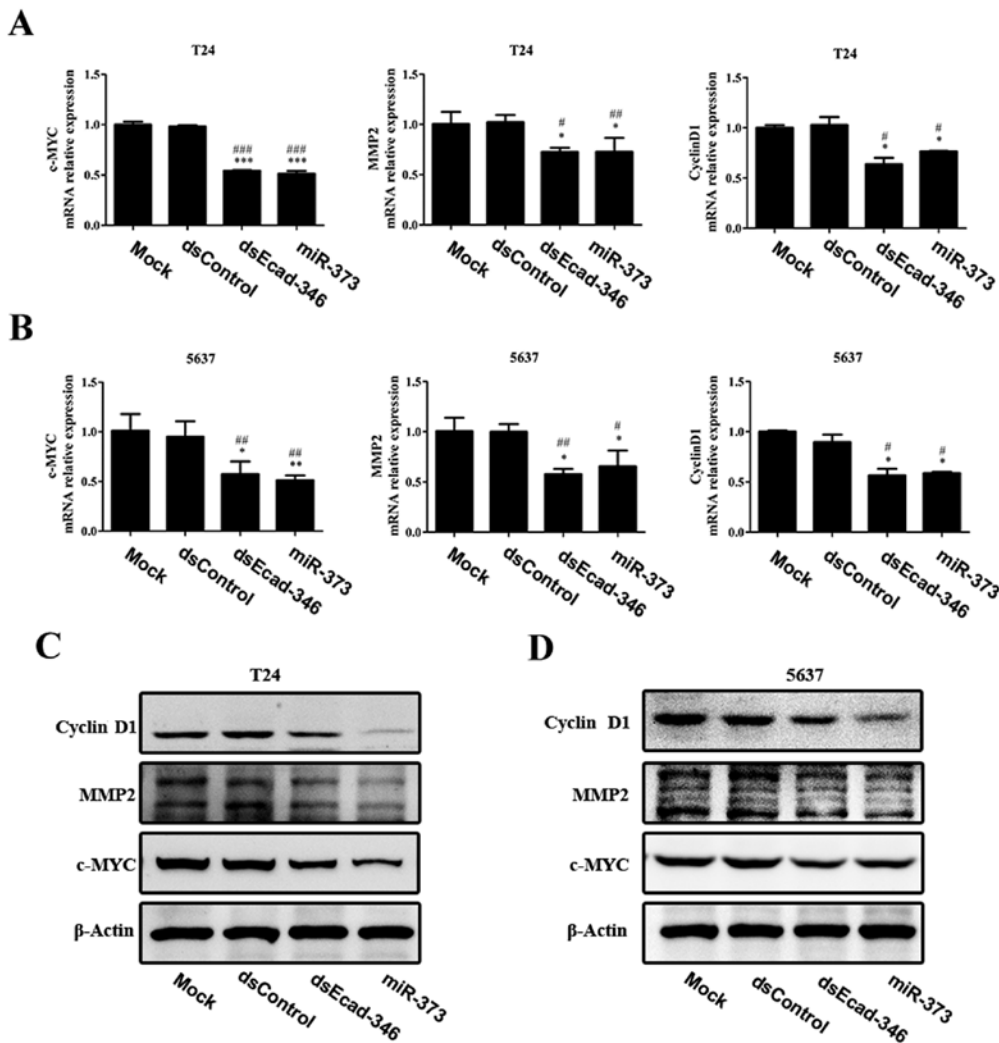 A
T24
c-MYC
mRNA relative expression
1.5
1.0
0.5
0.0
###
***
###
***
Mock
dsControl
dsEcad-346
miR-373
T24
MMP2
mRNA relative expression
1.5
1.0
0.5
0.0
#
*
##
*
Mock
dsControl
dsEcad-346
miR-373
T24
CyclinD1
mRNA relative expression
1.5
1.0
0.5
0.0
#
*
#
*
Mock
dsControl
dsEcad-346
miR-373
B
5637
c-MYC
mRNA relative expression
1.5
1.0
0.5
0.0
##
*
##
**
Mock
dsControl
dsEcad-346
miR-373
5637
MMP2
mRNA relative expression
1.5
1.0
0.5
0.0
##
*
#
*
Mock
dsControl
dsEcad-346
miR-373
5637
CyclinD1
mRNA relative expression
1.5
1.0
0.5
0.0
#
*
#
*
Mock
dsControl
dsEcad-346
miR-373
C
T24
Cyclin D1
MMP2
c-MYC
β-Actin
Mock
dsControl
dsEcad-346
miR-373
D
5637
Cyclin D1
MMP2
c-MYC
β-Actin
Mock
dsControl
dsEcad-346
miR-373